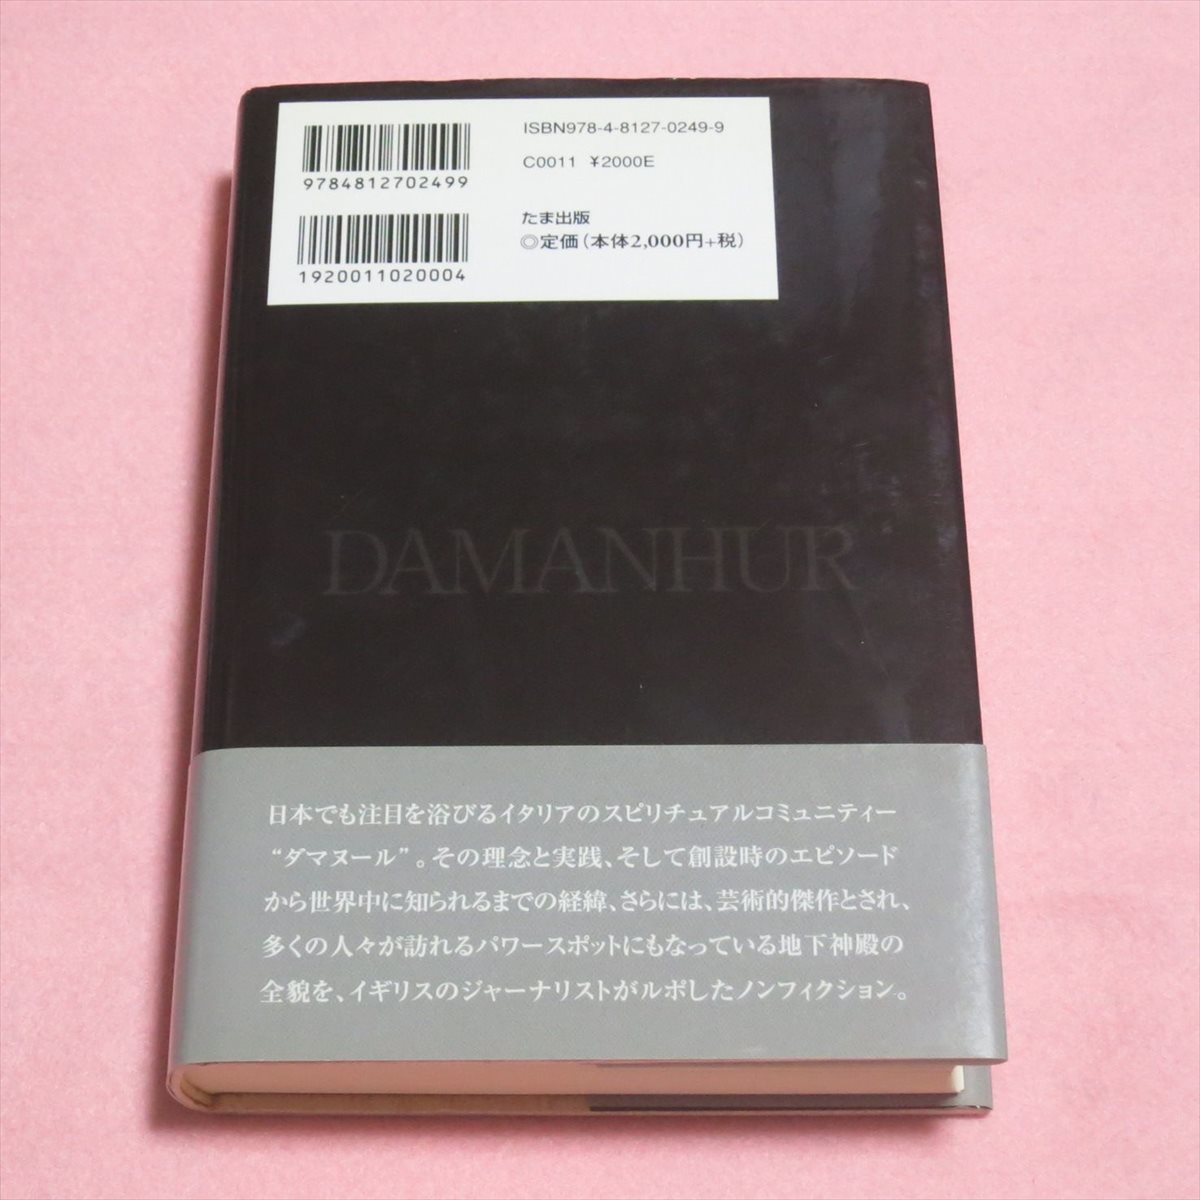 ISBN978-4-8127-0249-9
9784812702499
C0011 ¥2000E
たま出版
◎定価(本体2,000円+税)
1920011020004
DAMANHUR
日本でも注目を浴びるイタリアのスピリチュアルコミュニティー
“ダマヌール”。その理念と実践、そして創設時のエピソード
から世界中に知られるまでの経緯、さらには、芸術的傑作とされ、
多くの人々が訪れるパワースポットにもなっている地下神殿の
全貌を、イギリスのジャーナリストがルポしたノンフィクション。